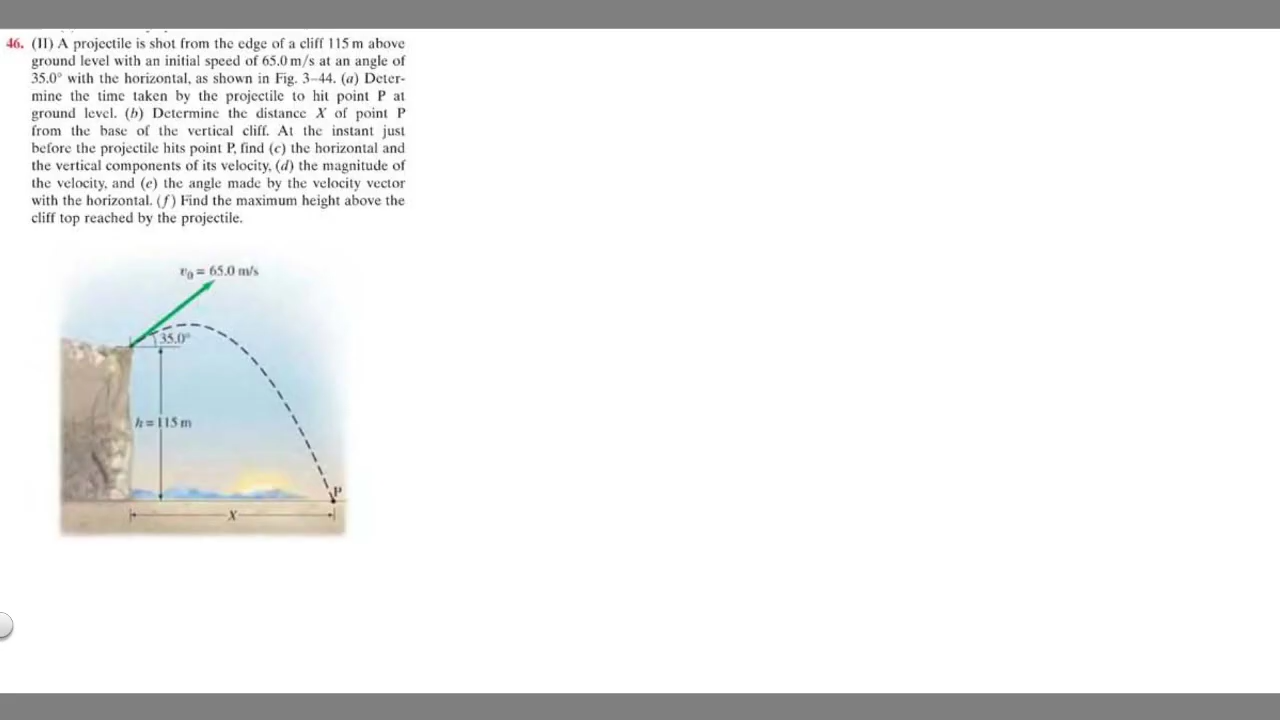 46. (II) A projectile is shot from the edge of a cliff 115 m above
ground level with an initial speed of 65.0 m/s at an angle of
35.0° with the horizontal, as shown in Fig. 3–44. (a) Deter-
mine the time taken by the projectile to hit point P at
ground level. (b) Determine the distance X of point P
from the base of the vertical cliff. At the instant just
before the projectile hits point P, find (c) the horizontal and
the vertical components of its velocity, (d) the magnitude of
the velocity, and (e) the angle made by the velocity vector
with the horizontal. (f) Find the maximum height above the
cliff top reached by the projectile.
v₀ = 65.0 m/s
35.0°
h = 115 m
P
X